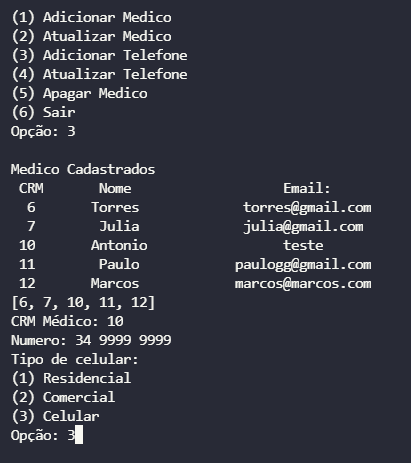 (1) Adicionar Medico
(2) Atualizar Medico
(3) Adicionar Telefone
(4) Atualizar Telefone
(5) Apagar Medico
(6) Sair
Opção: 3
Medico Cadastrados
CRM Nome Email:
6 Torres torres@gmail.com
7 Julia julia@gmail.com
10 Antonio teste
11 Paulo paulogg@gmail.com
12 Marcos marcos@marcos.com
[6, 7, 10, 11, 12]
CRM Médico: 10
Numero: 34 9999 9999
Tipo de celular:
(1) Residencial
(2) Comercial
(3) Celular
Opção: 3